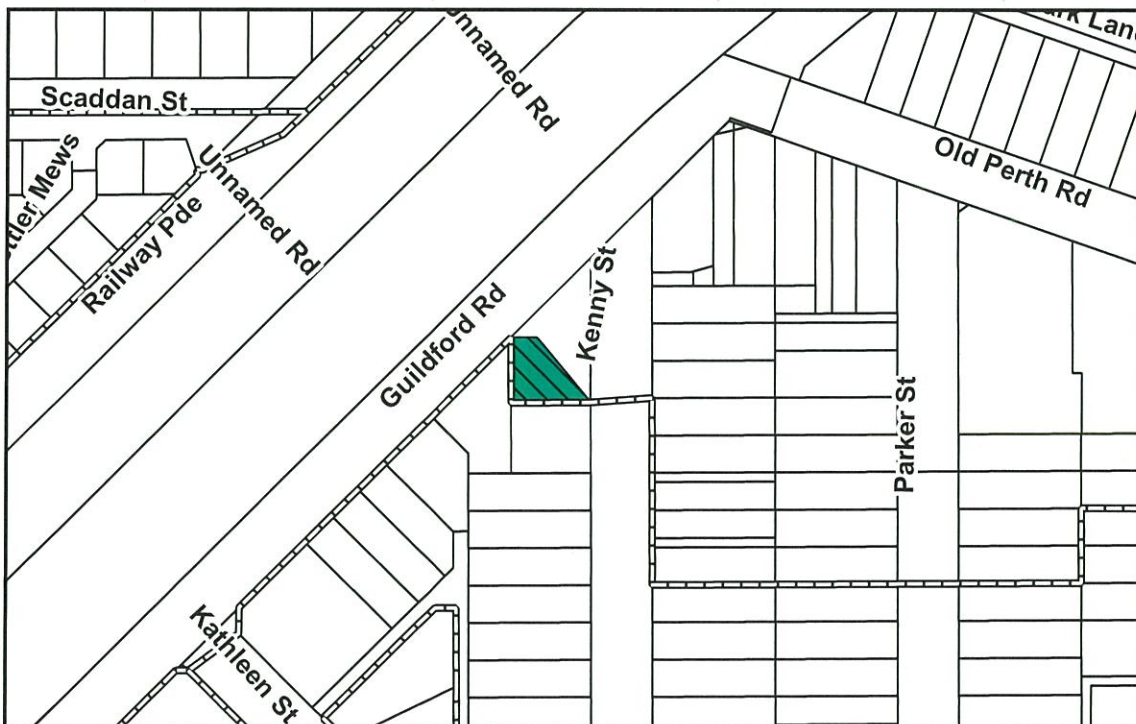 Unnamed Rd
Scaddan St
Mews
Unnamed Rd
Railway Pde
Old Perth Rd
Kenny St
Guildford Rd
Parker St
Kathleen St